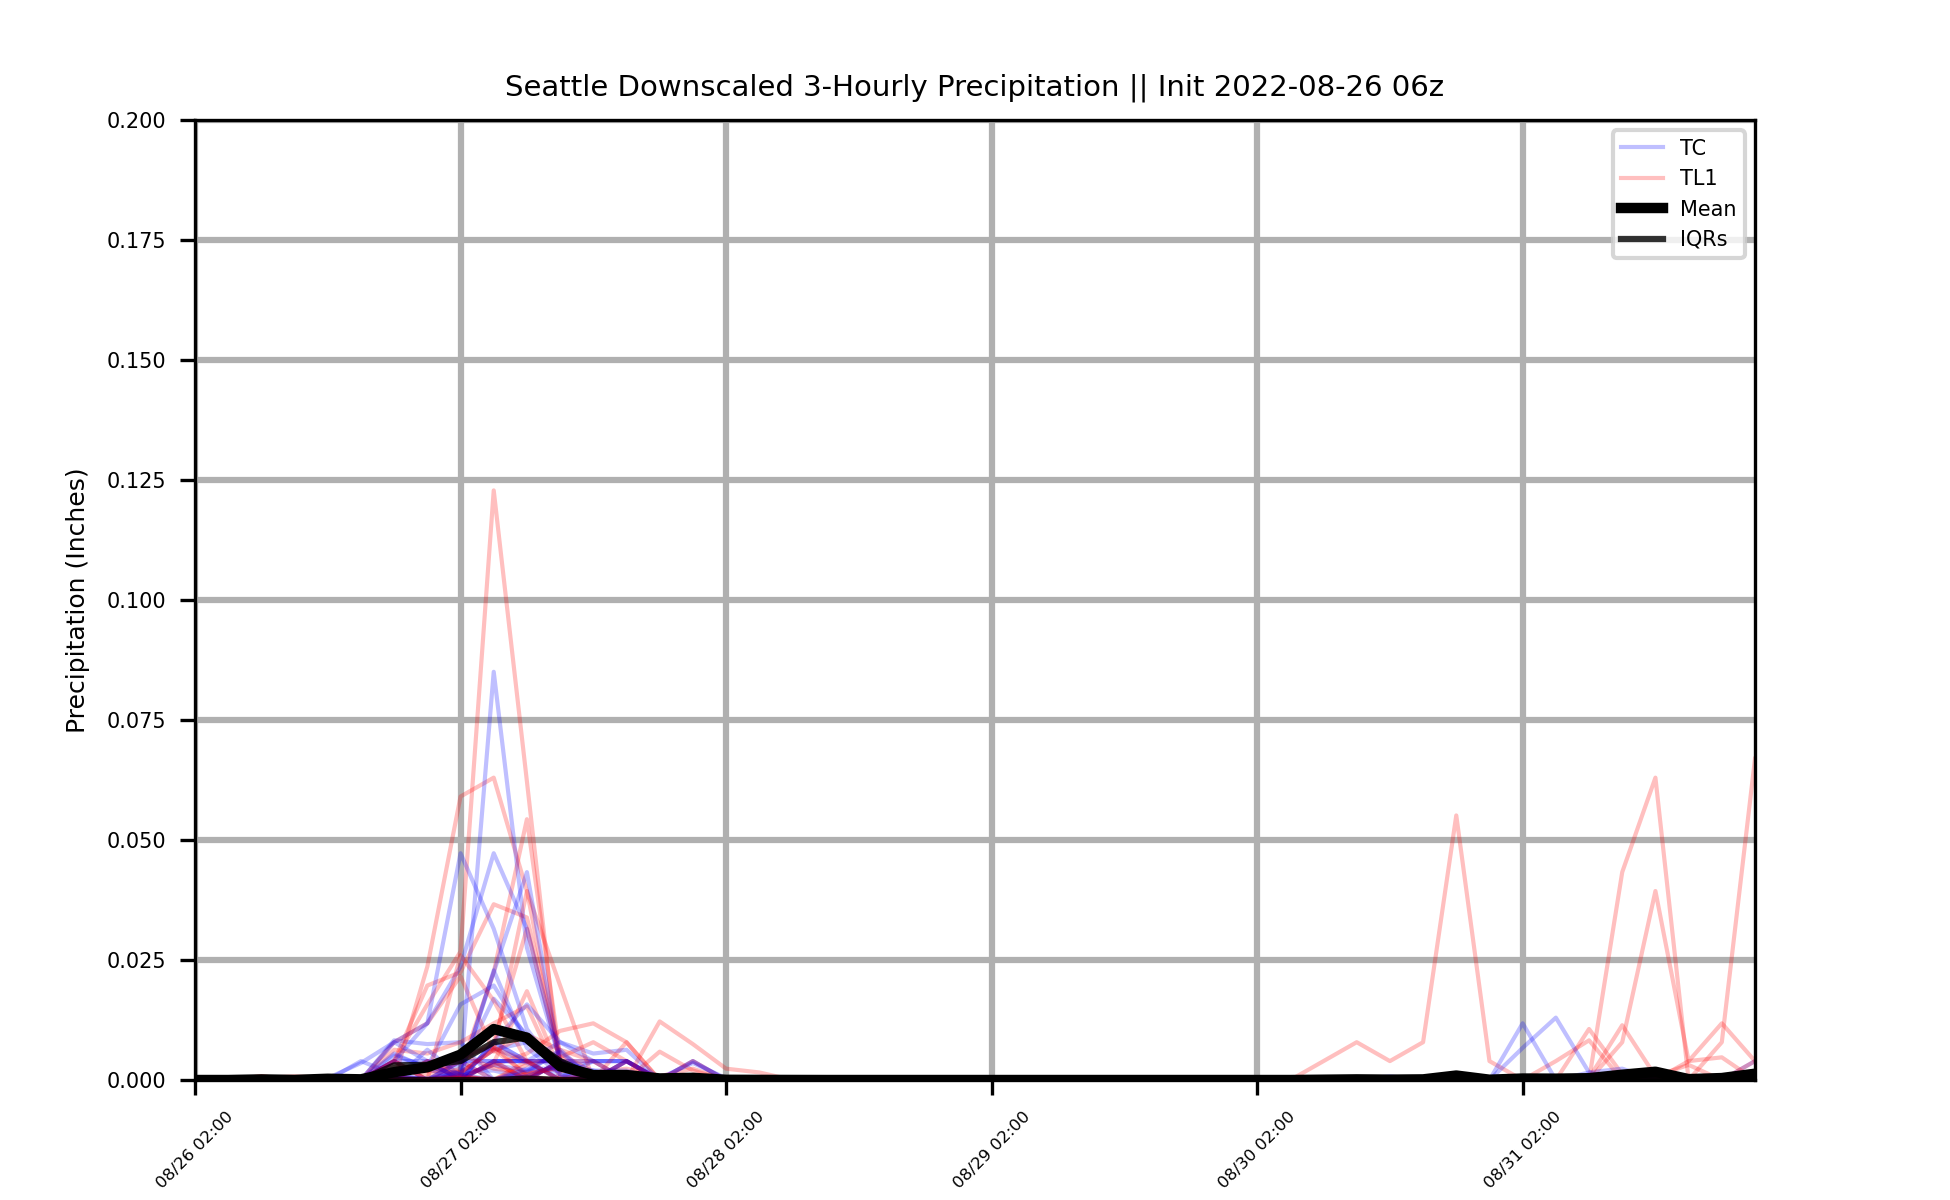 Seattle Downscaled 3-Hourly Precipitation || Init 2022-08-26 06z
Precipitation (Inches)
0.200
0.175
0.150
0.125
0.100
0.075
0.050
0.025
0.000
TC
TL1
Mean
IQRs
08/26 02:00
08/27 02:00
08/28 02:00
08/29 02:00
08/30 02:00
08/31 02:00